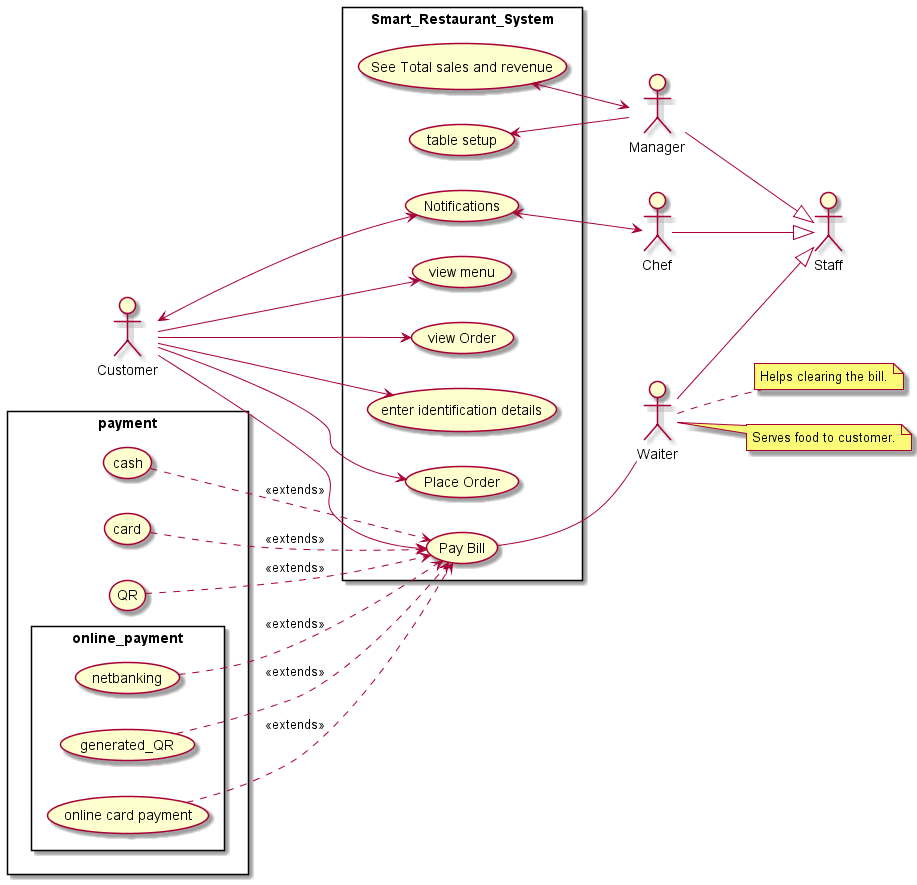 Smart_Restaurant_System
See Total sales and revenue
table setup
Notifications
view menu
view Order
enter identification details
Place Order
Pay Bill
Manager
Chef
Staff
Waiter
Helps clearing the bill.
Serves food to customer.
Customer
payment
cash
card
QR
online_payment
netbanking
generated_QR
online card payment
«extends»
«extends»
«extends»
«extends»
«extends»
«extends»